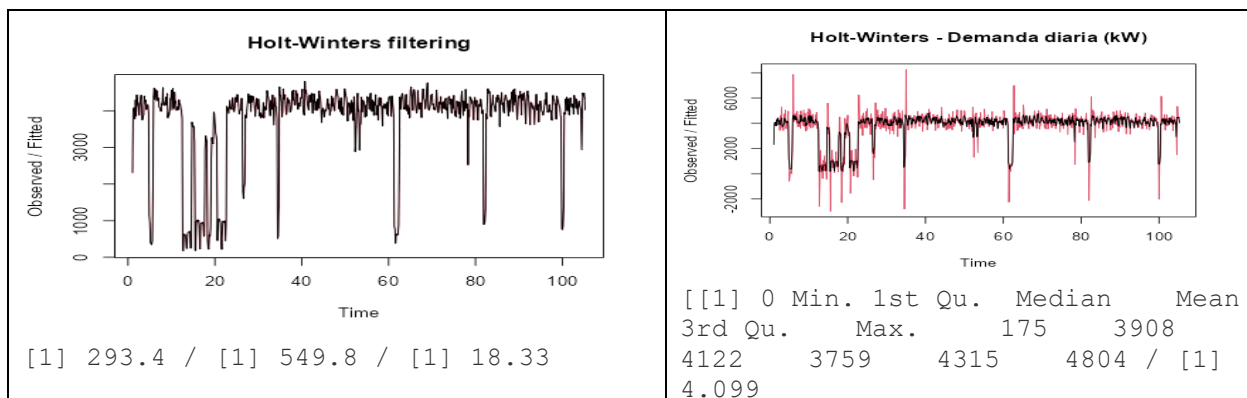 Holt-Winters filtering
Observed / Fitted
0 1000 3000
0 20 40 60 80 100
Time
[1] 293.4 / [1] 549.8 / [1] 18.33
Holt-Winters - Demanda diaria (kW)
Observed / Fitted
-2000 2000 6000
0 20 40 60 80 100
Time
[[1] 0 Min. 1st Qu. Median Mean
3rd Qu. Max. 175 3908
4122 3759 4315 4804 / [1]
4.099